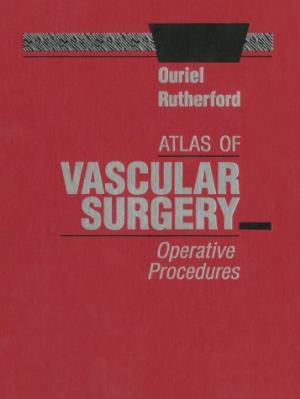 Ouriel
Rutherford
ATLAS OF
VASCULAR
SURGERY
Operative
Procedures